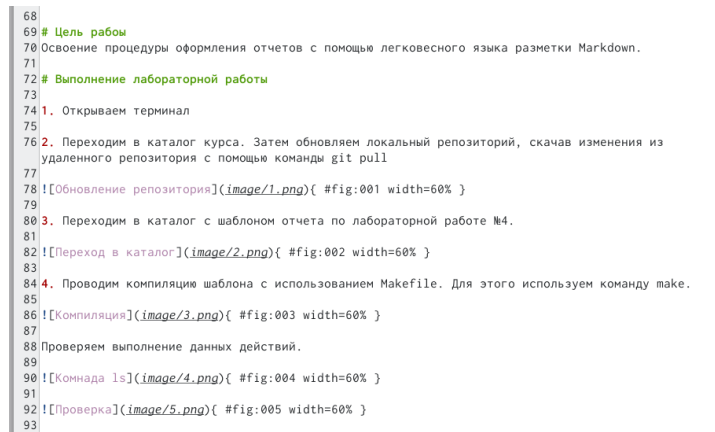 68
69 # Цель рабоы
70 Освоение процедуры оформления отчетов с помощью легковесного языка разметки Markdown.
71
72 # Выполнение лабораторной работы
73
74 1. Открываем терминал
75
76 2. Переходим в каталог курса. Затем обновляем локальный репозиторий, скачав изменения из
удаленного репозитория с помощью команды git pull
77
78 ![Обновление репозитория](image/1.png){ #fig:001 width=60% }
79
80 3. Переходим в каталог с шаблоном отчета по лабораторной работе №4.
81
82 ![Переход в каталог](image/2.png){ #fig:002 width=60% }
83
84 4. Проводим компиляцию шаблона с использованием Makefile. Для этого используем команду make.
85
86 ![Компиляция](image/3.png){ #fig:003 width=60% }
87
88 Проверяем выполнение данных действий.
89
90 ![Комнада ls](image/4.png){ #fig:004 width=60% }
91
92 ![Проверка](image/5.png){ #fig:005 width=60% }
93